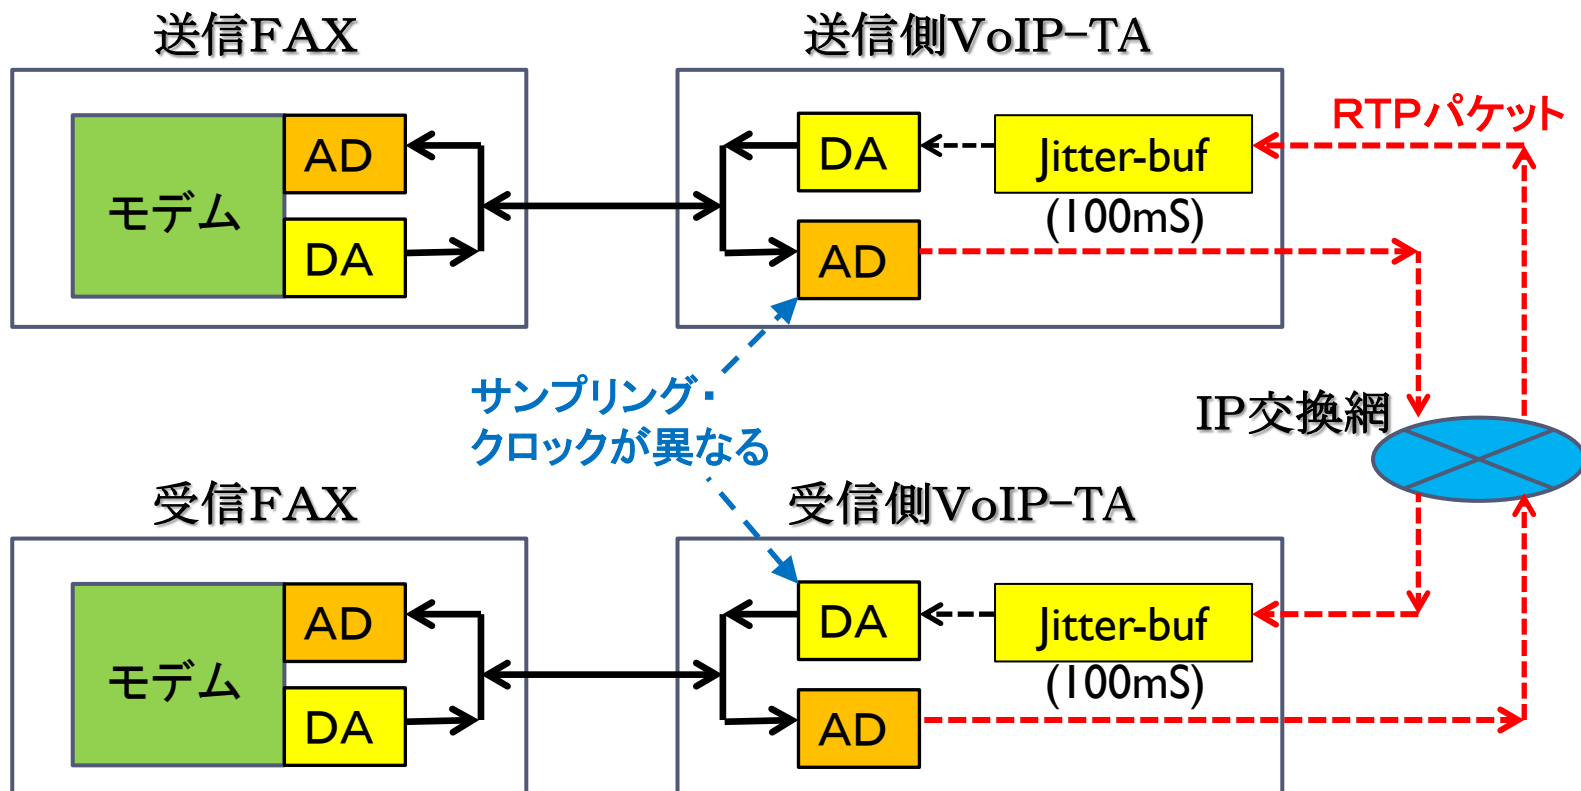 送信FAX
送信側VoIP-TA
モデム
AD
DA
DA
Jitter-buf
(100mS)
AD
RTPパケット
サンプリング・
クロックが異なる
IP交換網
受信FAX
受信側VoIP-TA
モデム
AD
DA
DA
Jitter-buf
(100mS)
AD